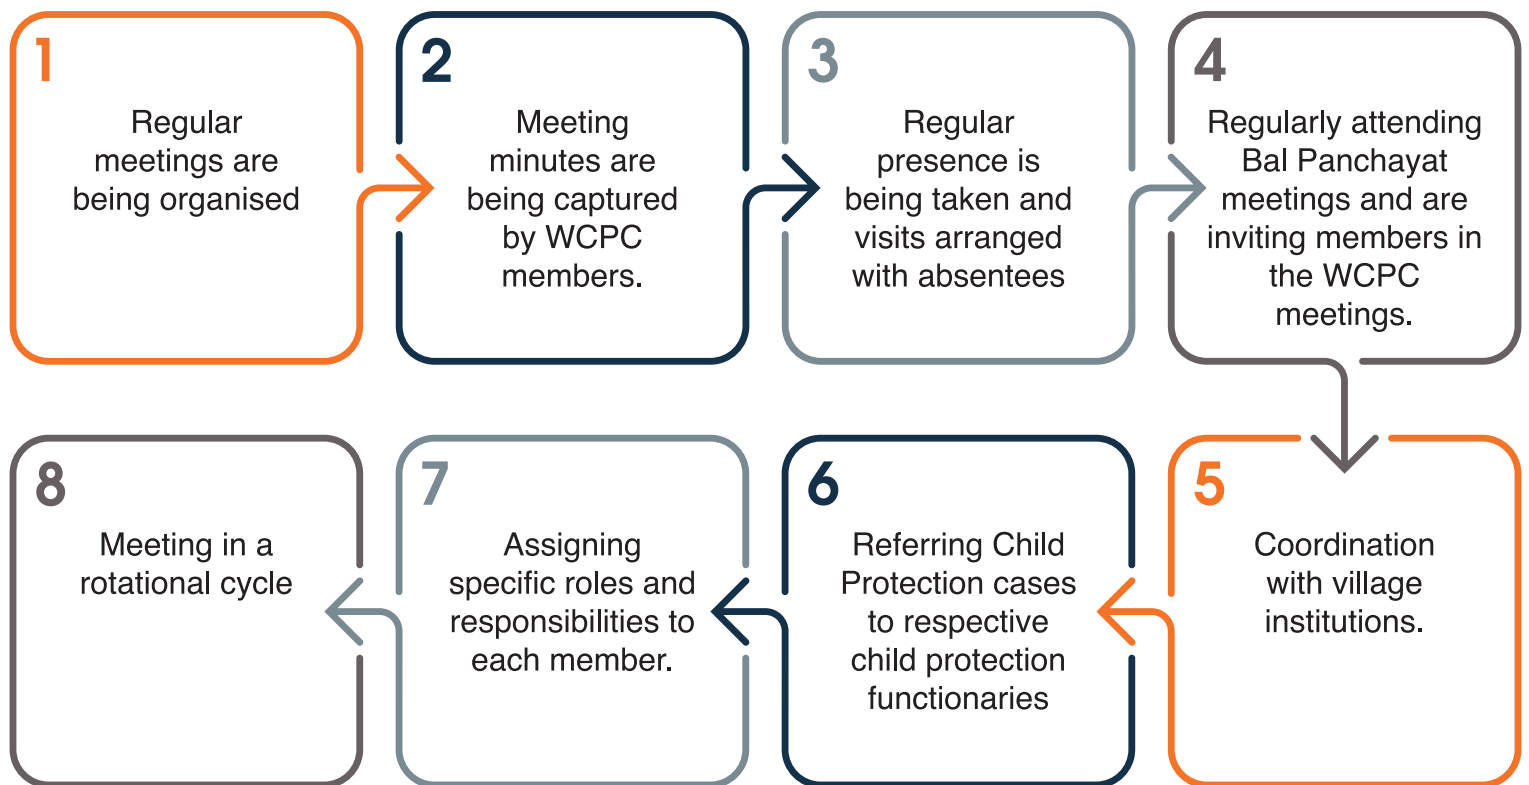 1
Regular
meetings are
being organised
2
Meeting
minutes are
being captured
by WCPC
members.
3
Regular
presence is
being taken and
visits arranged
with absentees
4
Regularly attending
Bal Panchayat
meetings and are
inviting members in
the WCPC
meetings.
5
Coordination
with village
institutions.
6
Referring Child
Protection cases
to respective
child protection
functionaries
7
Assigning
specific roles and
responsibilities to
each member.
8
Meeting in a
rotational cycle